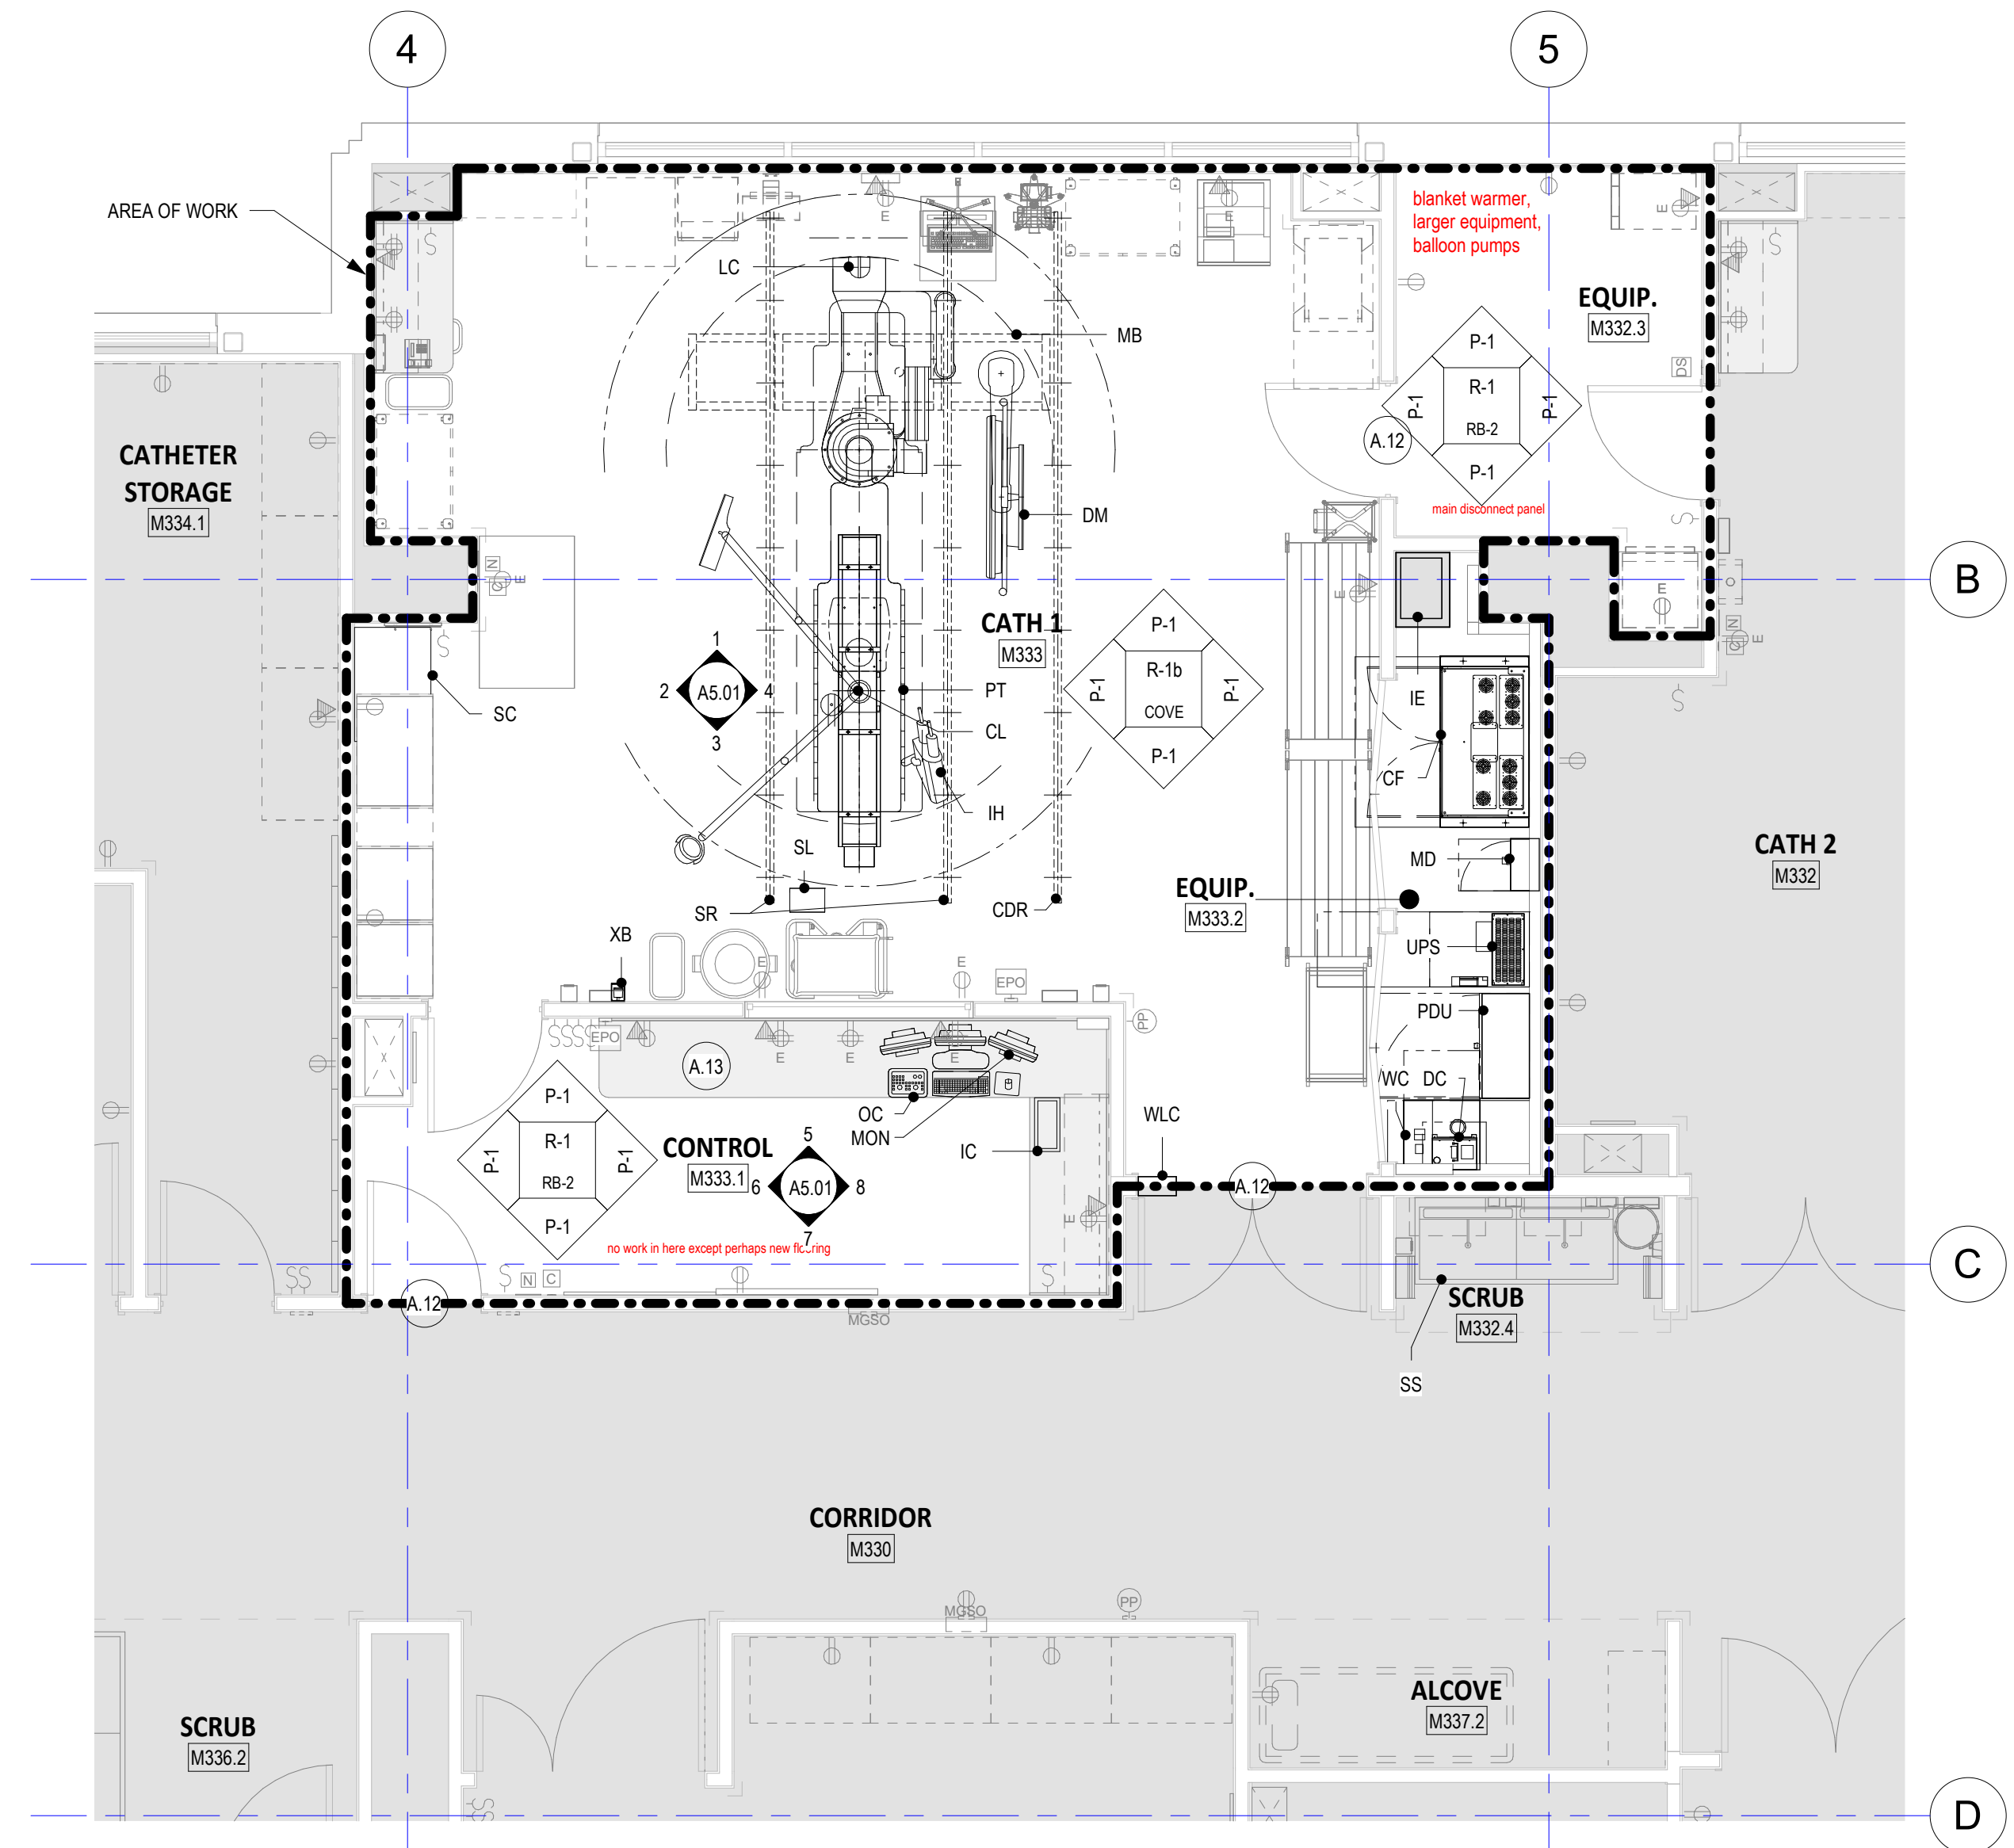 4
5
AREA OF WORK
E
E
E
blanket warmer,
larger equipment,
balloon pumps
LC
MB
EQUIP.
M332.3
P-1
R-1
P-1
P-1
RB-2
P-1
DS
A.12
CATHETER
STORAGE
M334.1
main disconnect panel
DM
N
E
E
E
B
N
E
CATH 1
M333
1
2
A5.01
4
3
P-1
R-1b
P-1
P-1
COVE
P-1
PT
SC
CL
IE
CF
IH
SL
CATH 2
M332
MD
EQUIP.
M333.2
SR
CDR
XB
UPS
E
E
EPO
PDU
PP
EPO
A.13
E
E
E
WC
DC
OC
MON
WLC
IC
P-1
R-1
P-1
P-1
RB-2
P-1
CONTROL
M333.1
5
6
A5.01
8
7
A.12
E
no work in here except perhaps new flooring
N
C
C
A.12
MGSO
SCRUB
M332.4
SS
CORRIDOR
M330
MGSO
PP
ALCOVE
M337.2
SCRUB
M336.2
D